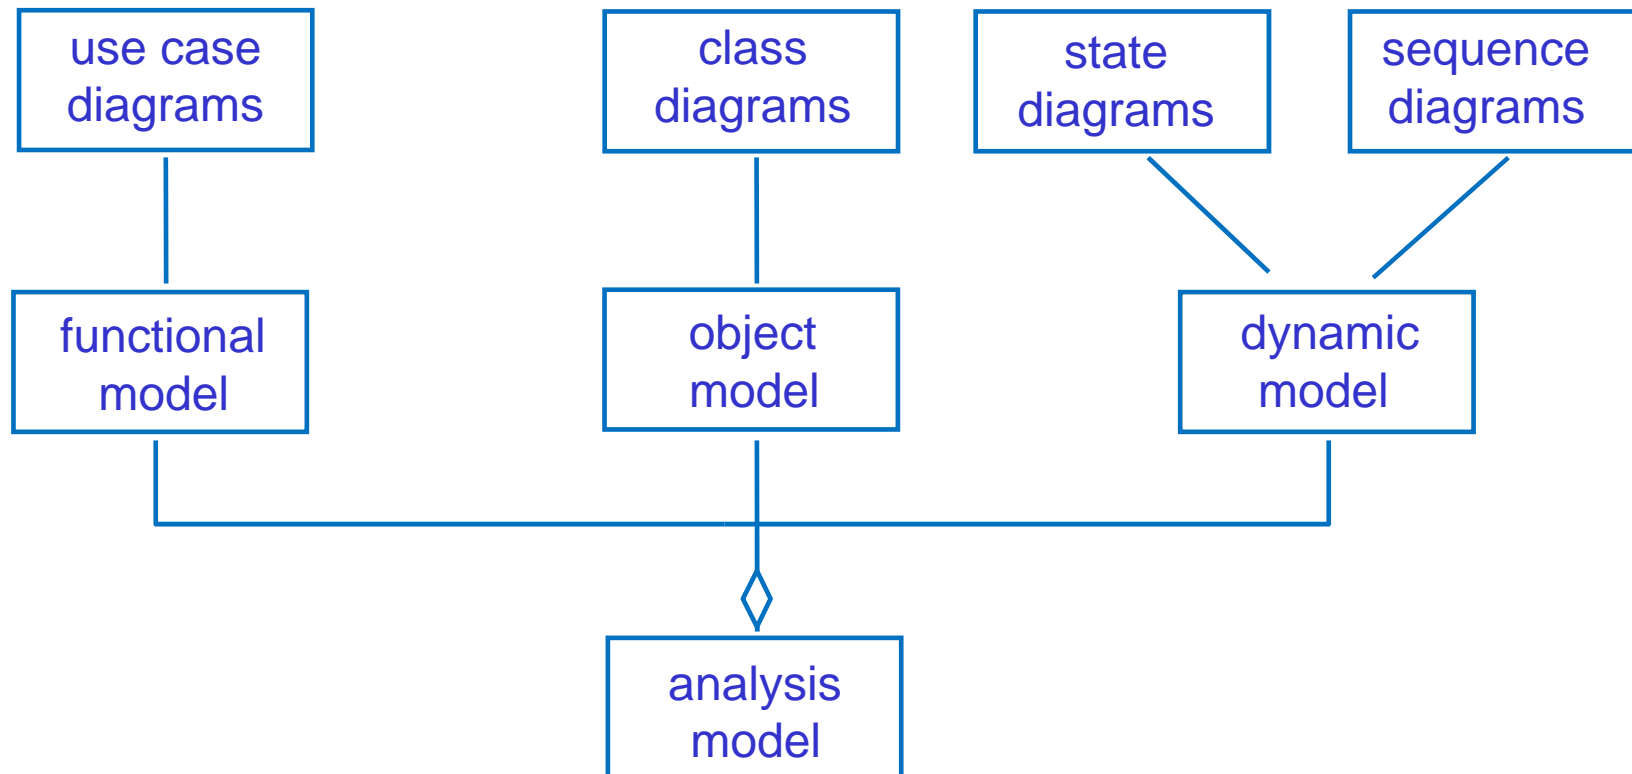 use case
diagrams
class
diagrams
state
diagrams
sequence
diagrams
functional
model
object
model
dynamic
model
analysis
model